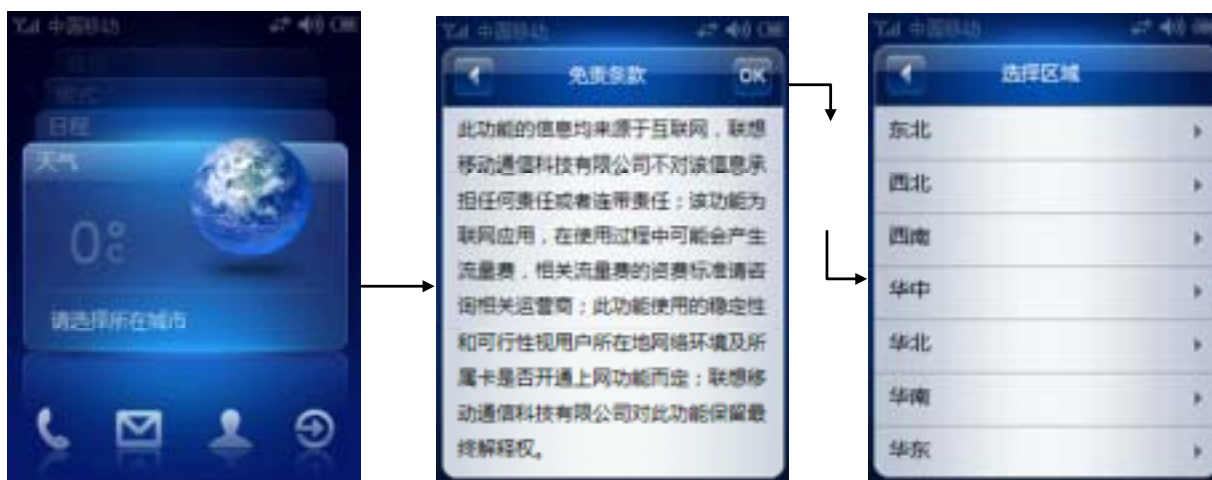 中国移动
日程
天气
0°C
请选择所在城市
中国移动
免责条款
OK
此功能的信息均来源于互联网，联想
移动通信科技有限公司不对该信息承
担任何责任或者连带责任；该功能为
联网应用，在使用过程中可能会产生
流量费，相关流量费的资费标准请咨
询相关运营商；此功能使用的稳定性
和可行性视用户所在地网络环境及所
属卡是否开通上网功能而定；联想移
动通信科技有限公司对此功能保留最
终解释权。
中国移动
选择区域
东北
西北
西南
华中
华北
华南
华东